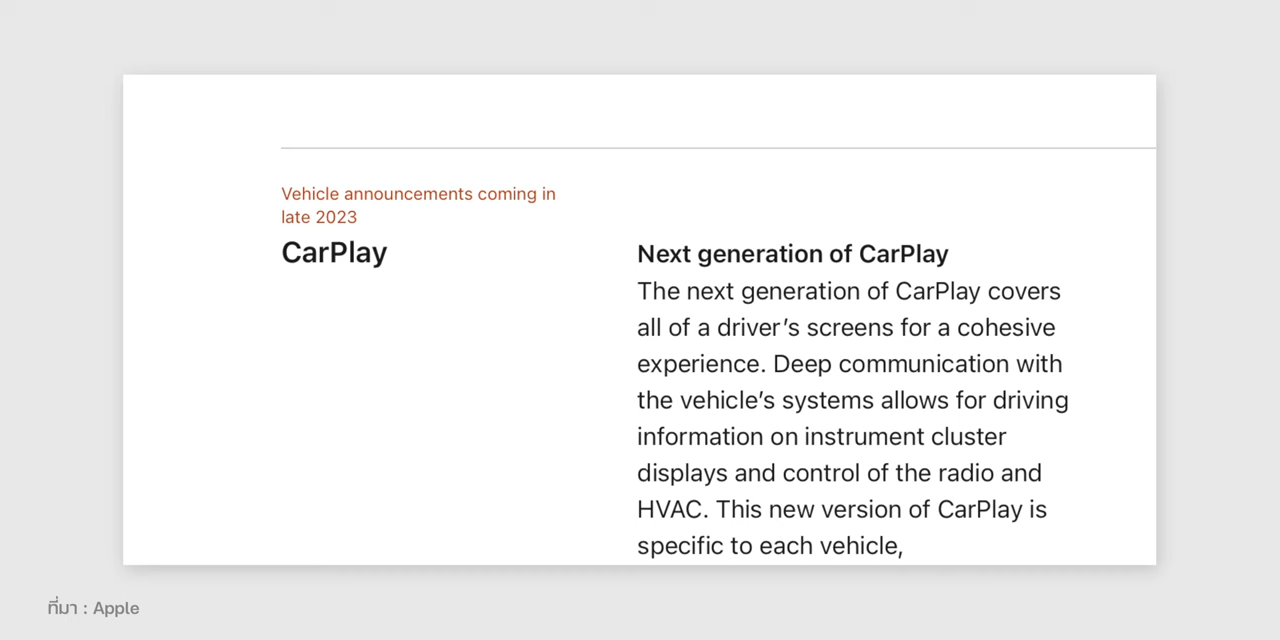 Vehicle announcements coming in
late 2023
CarPlay
Next generation of CarPlay
The next generation of CarPlay covers
all of a driver’s screens for a cohesive
experience. Deep communication with
the vehicle’s systems allows for driving
information on instrument cluster
displays and control of the radio and
HVAC. This new version of CarPlay is
specific to each vehicle,
ที่มา : Apple